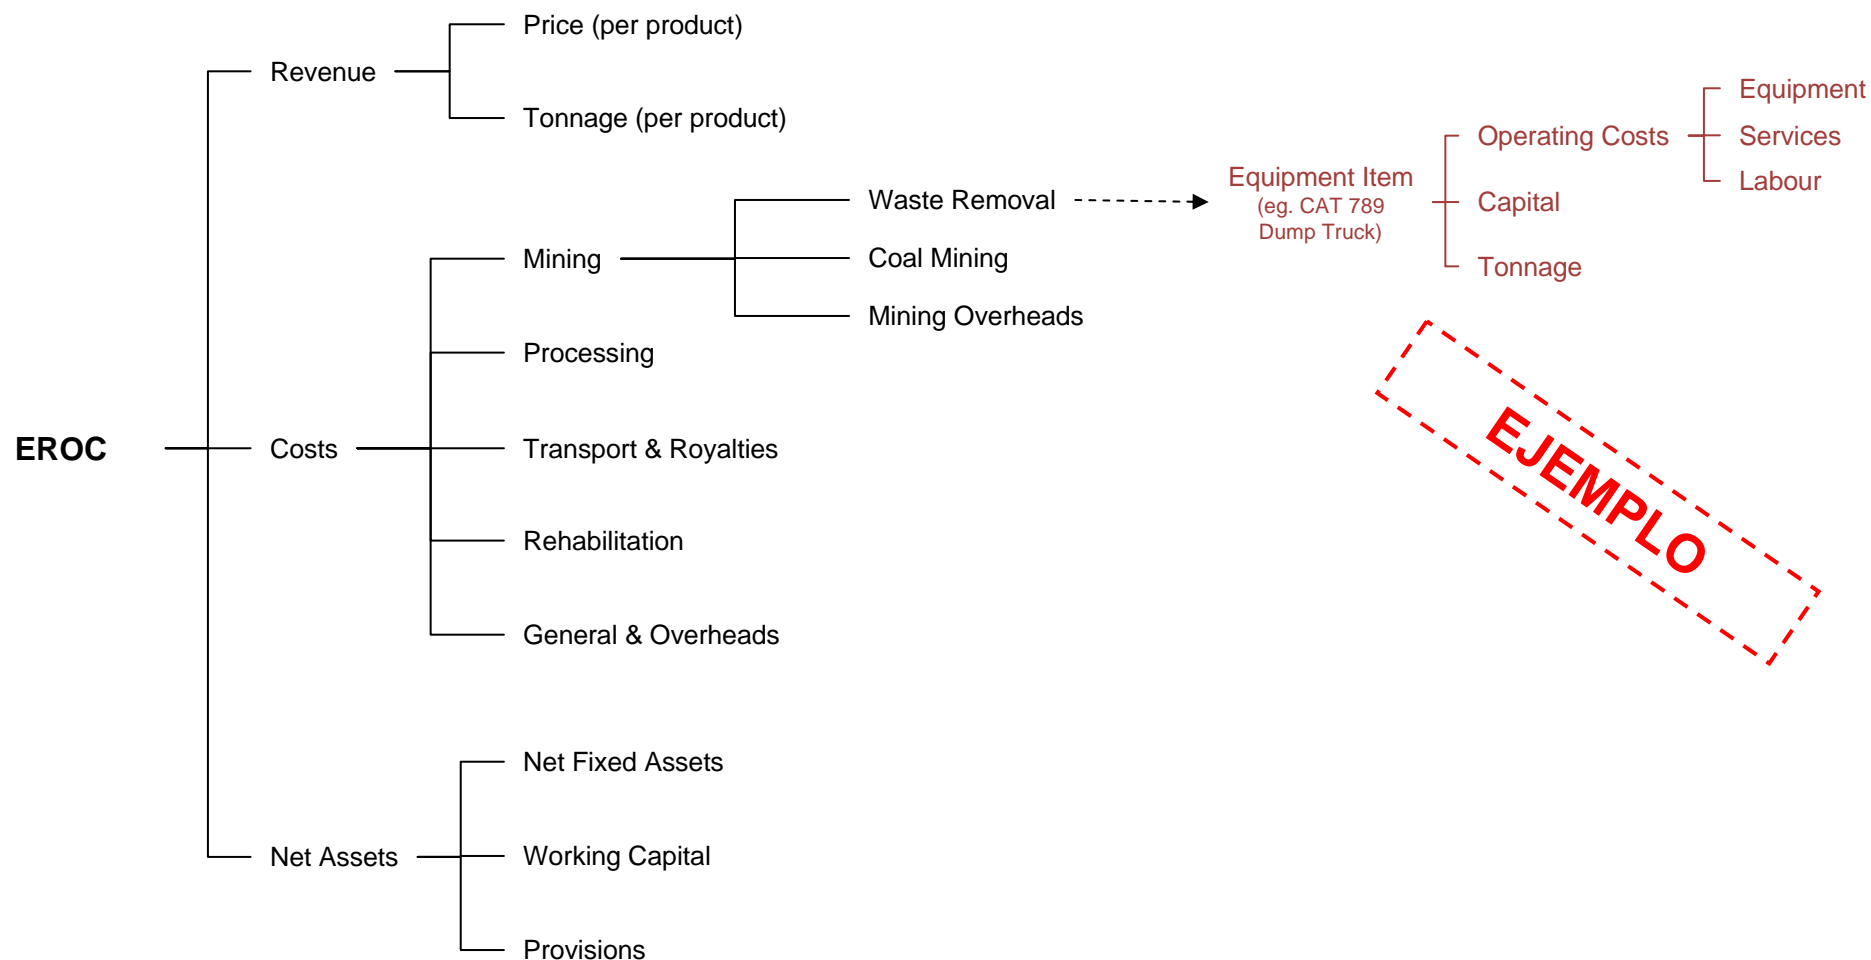 Price (per product)
Revenue
Tonnage (per product)
Equipment
Operating Costs
Services
Labour
Equipment Item
(eg. CAT 789
Dump Truck)
Capital
Tonnage
Waste Removal
Mining
Coal Mining
Mining Overheads
Processing
EROC
Costs
Transport & Royalties
Rehabilitation
General & Overheads
EJEMPLO
Net Fixed Assets
Net Assets
Working Capital
Provisions